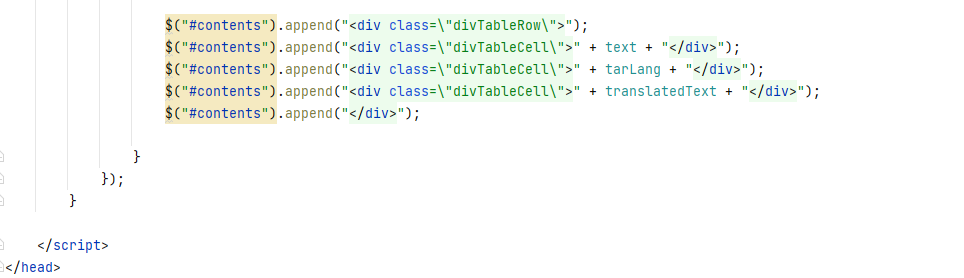 $("#contents").append("<div class=\"divTableRow\">");
$("#contents").append("<div class=\"divTableCell\">" + text + "</div>");
$("#contents").append("<div class=\"divTableCell\">" + tarLang + "</div>");
$("#contents").append("<div class=\"divTableCell\">" + translatedText + "</div>");
$("#contents").append("</div>");
}
});
}
</script>
</head>